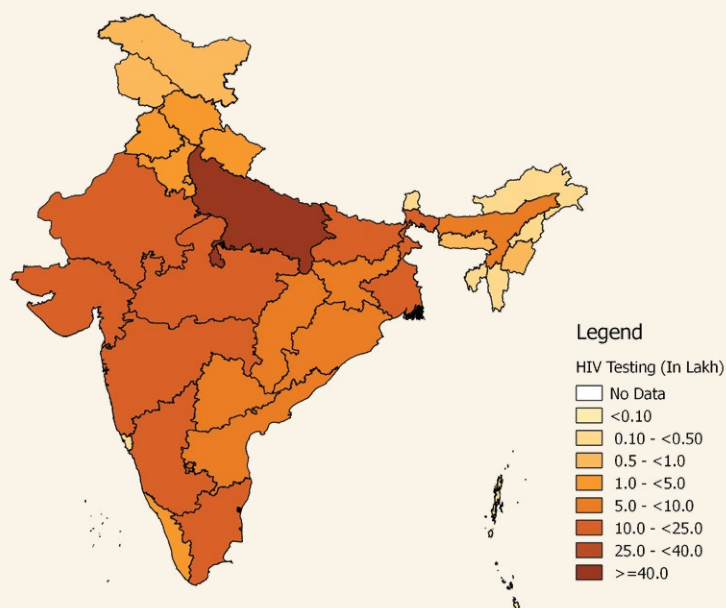 Legend
HIV Testing (In Lakh)
No Data
<0.10
0.10 - <0.50
0.5 - <1.0
1.0 - <5.0
5.0 - <10.0
10.0 - <25.0
25.0 - <40.0
>=40.0